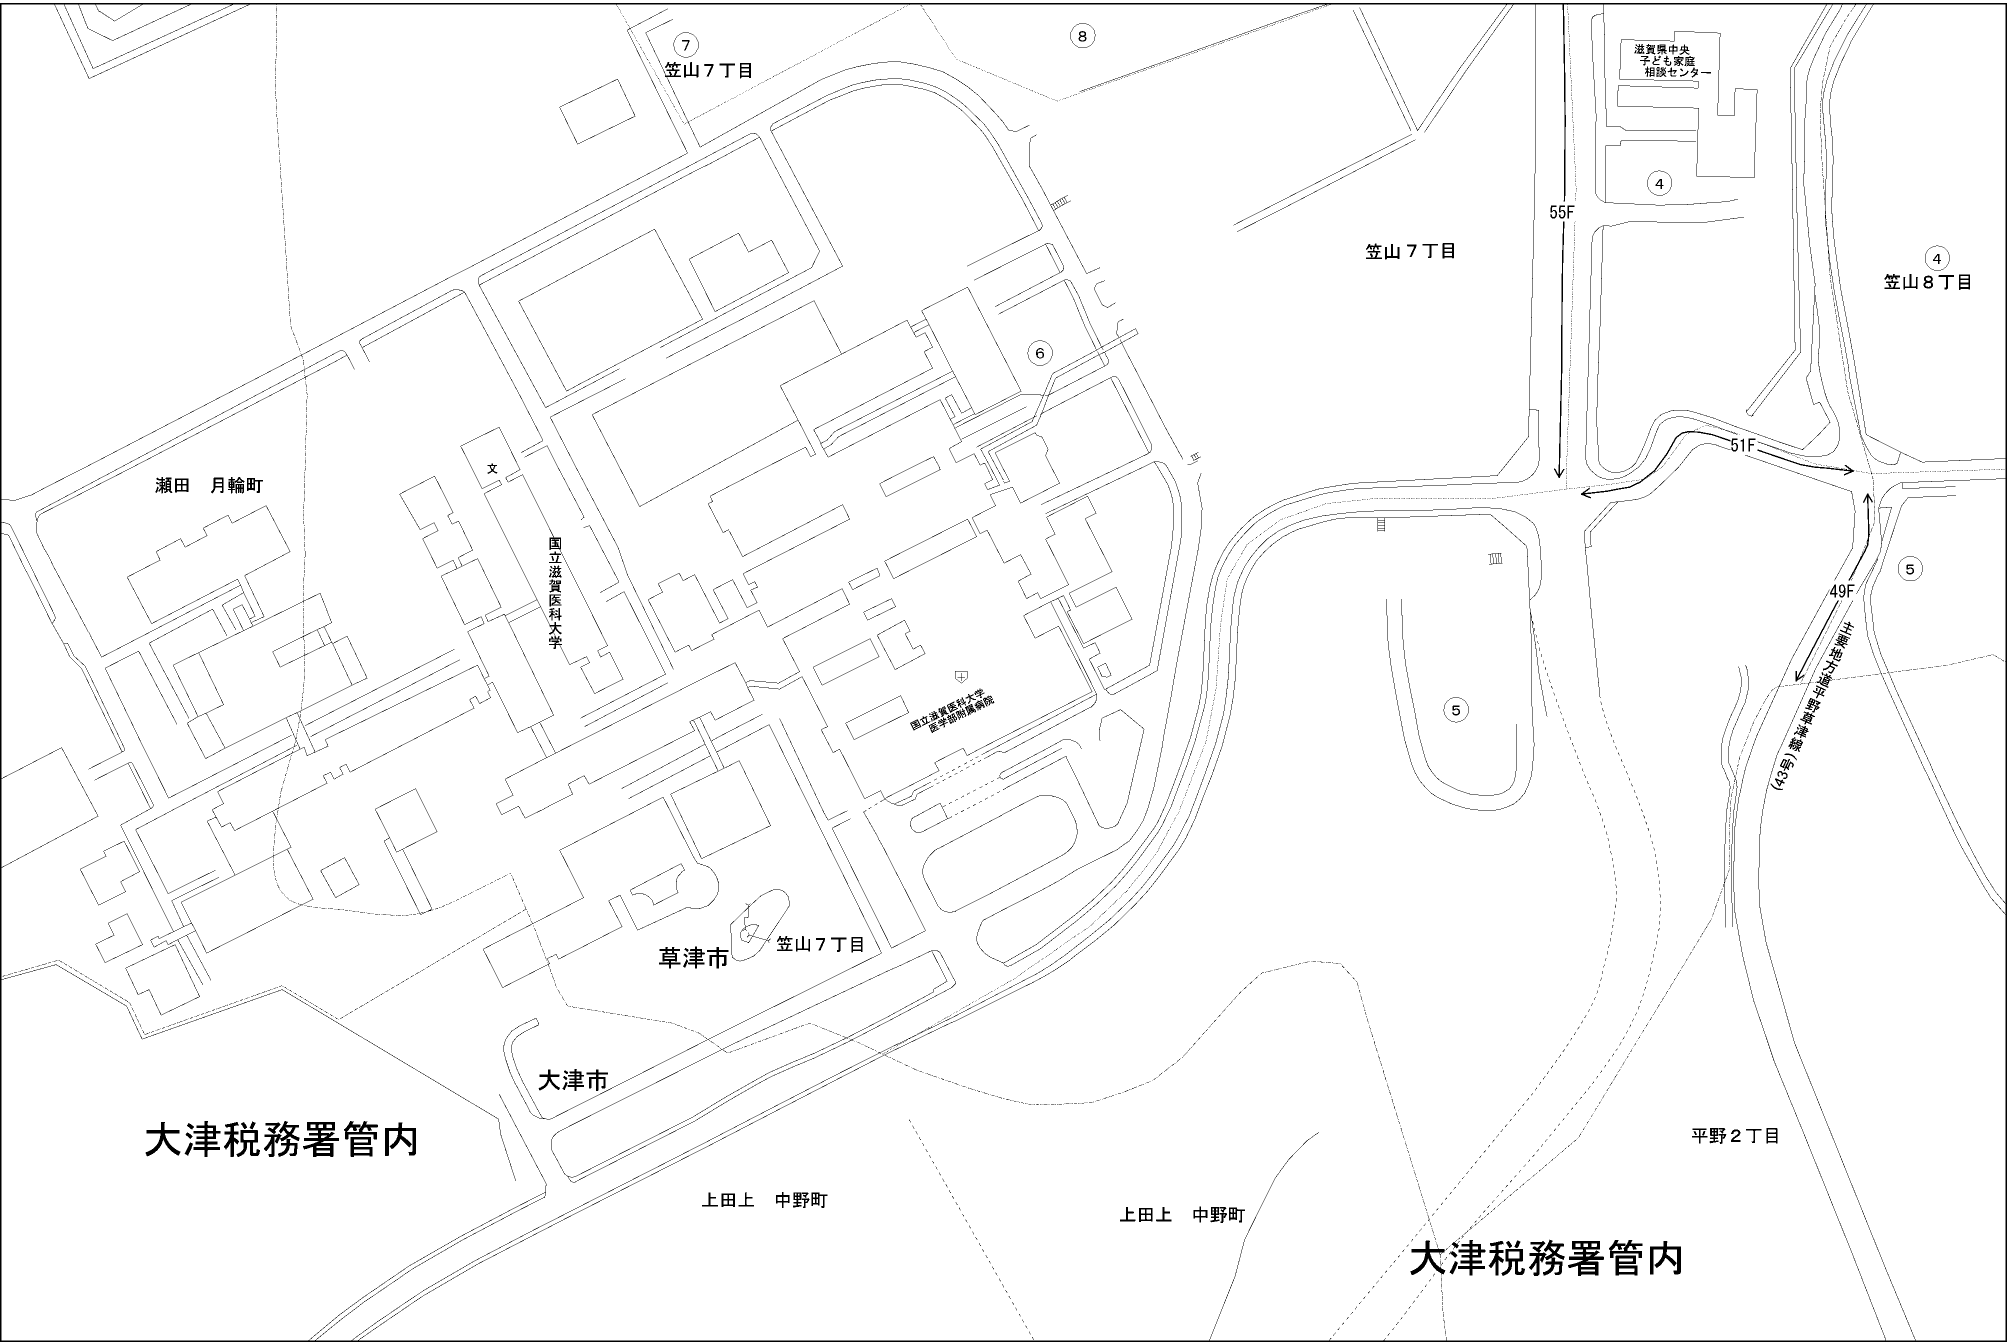 ⑦
笠山７丁目
⑧
滋賀県中央
子ども家庭
相談センター
④
55F
笠山７丁目
④
笠山８丁目
⑥
51F
文
瀬田　月輪町
国立滋賀医科大学
⑤
49F
主要地方道平野草津線(43号)
国立滋賀医科大学
医学部附属病院
⑤
草津市
笠山７丁目
大津市
大津税務署管内
平野２丁目
上田上　中野町
上田上　中野町
大津税務署管内